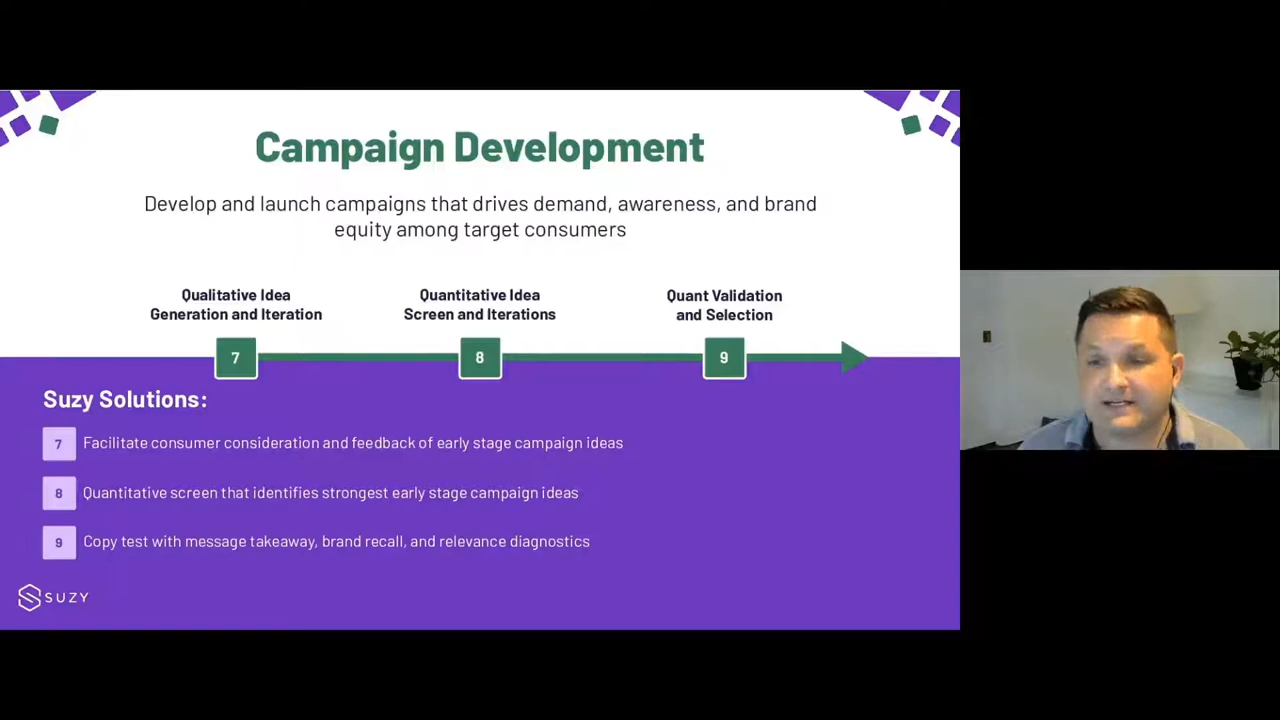 Campaign Development
Develop and launch campaigns that drives demand, awareness, and brand
equity among target consumers
Qualitative Idea
Generation and Iteration
Quantitative Idea
Screen and Iterations
Quant Validation
and Selection
7
8
9
Suzy Solutions:
7 Facilitate consumer consideration and feedback of early stage campaign ideas
8 Quantitative screen that identifies strongest early stage campaign ideas
9 Copy test with message takeaway, brand recall, and relevance diagnostics
SUZY